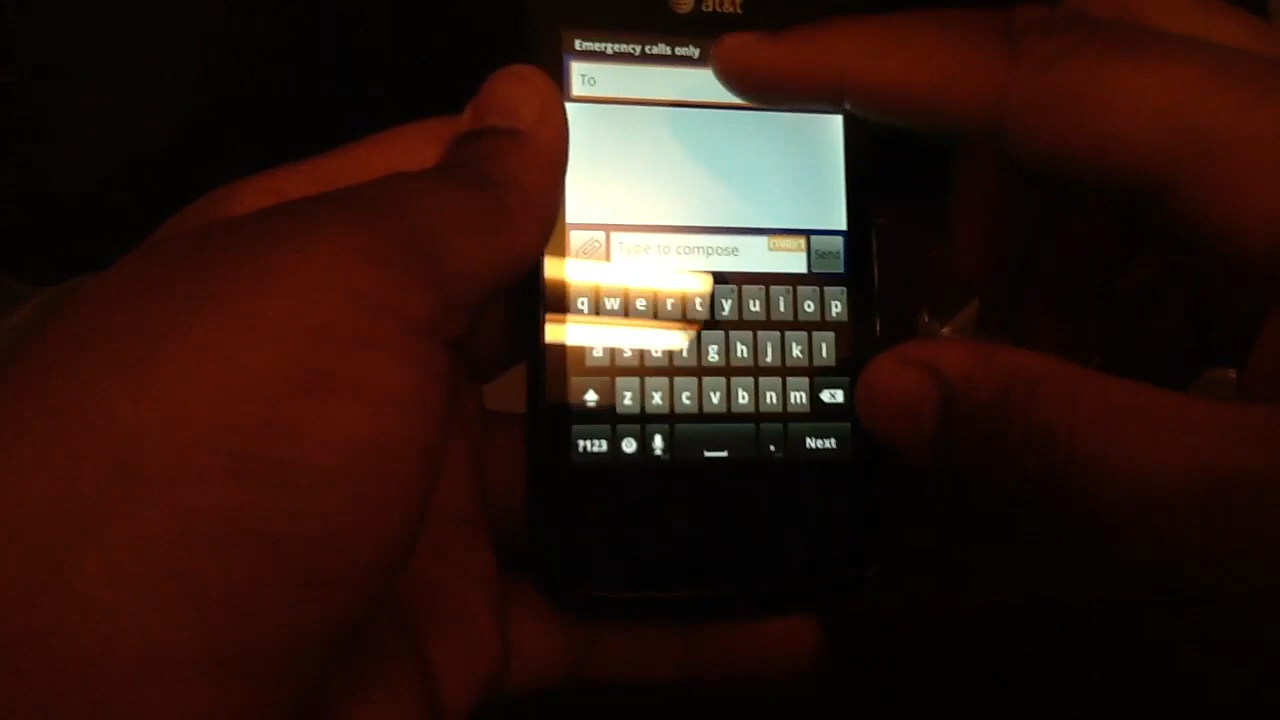 at&t
Emergency calls only
To
Type to compose
Send
q w e r t y u i o p
a s d f g h j k l
z x c v b n m
?123 . Next